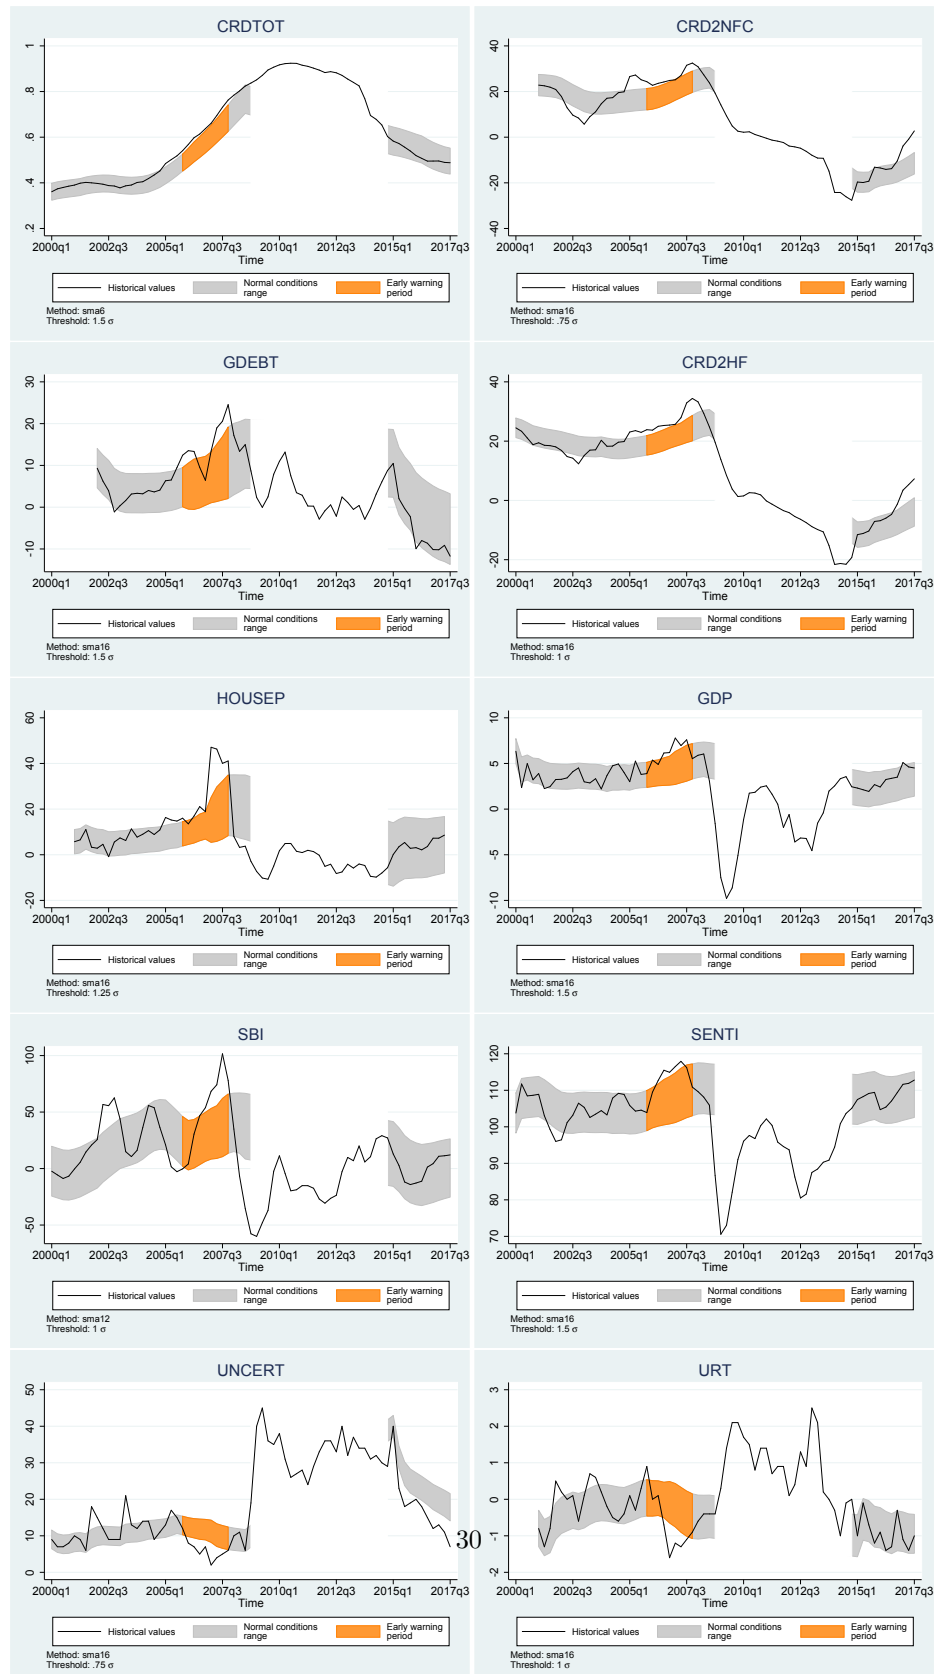 CRDTOT
1
.8
.6
.4
.2
2000q1 2002q3 2005q1 2007q3 2010q1 2012q3 2015q1 2017q3
Time
Historical values Normal conditions range Early warning period
Method: sma6
Threshold: 1.5 σ
CRD2NFC
40
20
0
-20
-40
2000q1 2002q3 2005q1 2007q3 2010q1 2012q3 2015q1 2017q3
Time
Historical values Normal conditions range Early warning period
Method: sma16
Threshold: .75 σ
GDEBT
30
20
10
0
-10
2000q1 2002q3 2005q1 2007q3 2010q1 2012q3 2015q1 2017q3
Time
Historical values Normal conditions range Early warning period
Method: sma16
Threshold: 1.5 σ
CRD2HF
40
20
0
-20
2000q1 2002q3 2005q1 2007q3 2010q1 2012q3 2015q1 2017q3
Time
Historical values Normal conditions range Early warning period
Method: sma16
Threshold: 1 σ
HOUSEP
60
40
20
0
-20
2000q1 2002q3 2005q1 2007q3 2010q1 2012q3 2015q1 2017q3
Time
Historical values Normal conditions range Early warning period
Method: sma16
Threshold: 1.25 σ
GDP
10
5
0
-5
-10
2000q1 2002q3 2005q1 2007q3 2010q1 2012q3 2015q1 2017q3
Time
Historical values Normal conditions range Early warning period
Method: sma16
Threshold: 1.5 σ
SBI
100
50
0
-50
2000q1 2002q3 2005q1 2007q3 2010q1 2012q3 2015q1 2017q3
Time
Historical values Normal conditions range Early warning period
Method: sma12
Threshold: 1 σ
SENTI
120
110
100
90
80
70
2000q1 2002q3 2005q1 2007q3 2010q1 2012q3 2015q1 2017q3
Time
Historical values Normal conditions range Early warning period
Method: sma16
Threshold: 1.5 σ
UNCERT
50
40
30
20
10
0
2000q1 2002q3 2005q1 2007q3 2010q1 2012q3 2015q1 2017q3
Time
Historical values Normal conditions range Early warning period
Method: sma16
Threshold: .75 σ
URT
3
2
1
0
-1
-2
2000q1 2002q3 2005q1 2007q3 2010q1 2012q3 2015q1 2017q3
Time
Historical values Normal conditions range Early warning period
Method: sma16
Threshold: 1 σ
30